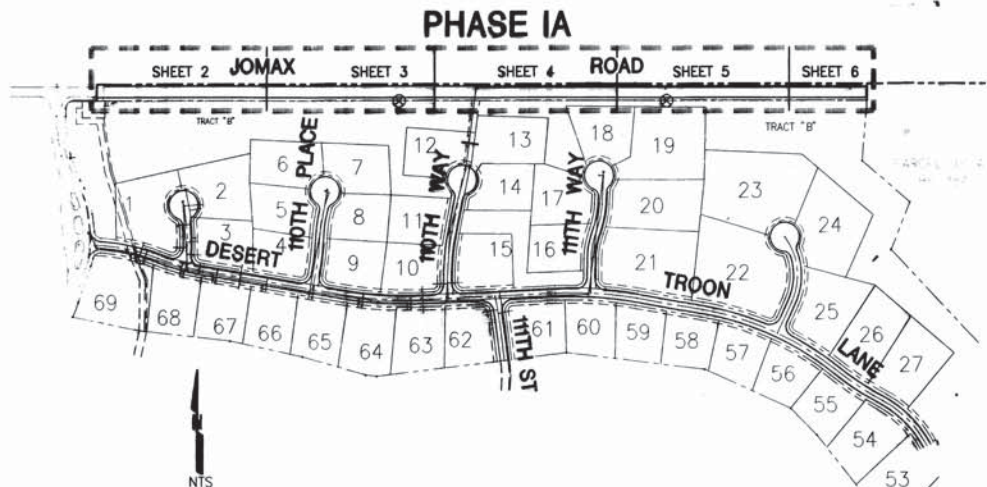 PHASE IA
SHEET 2 JOMAX SHEET 3 SHEET 4 ROAD SHEET 5 SHEET 6
TRACT "B" TRACT "B"
12 13 18 19
6 PLACE 7
WAY WAY
1 2 14 17 23 24
5 8 11 20
3 110TH 110TH 111TH
DESERT 4 9 10 15 16 21 22 TROON
25
69 68 67 66 65 64 63 62 61 60 59 58 57 26 27
111TH ST LANE
56
55
54
53
N
NTS